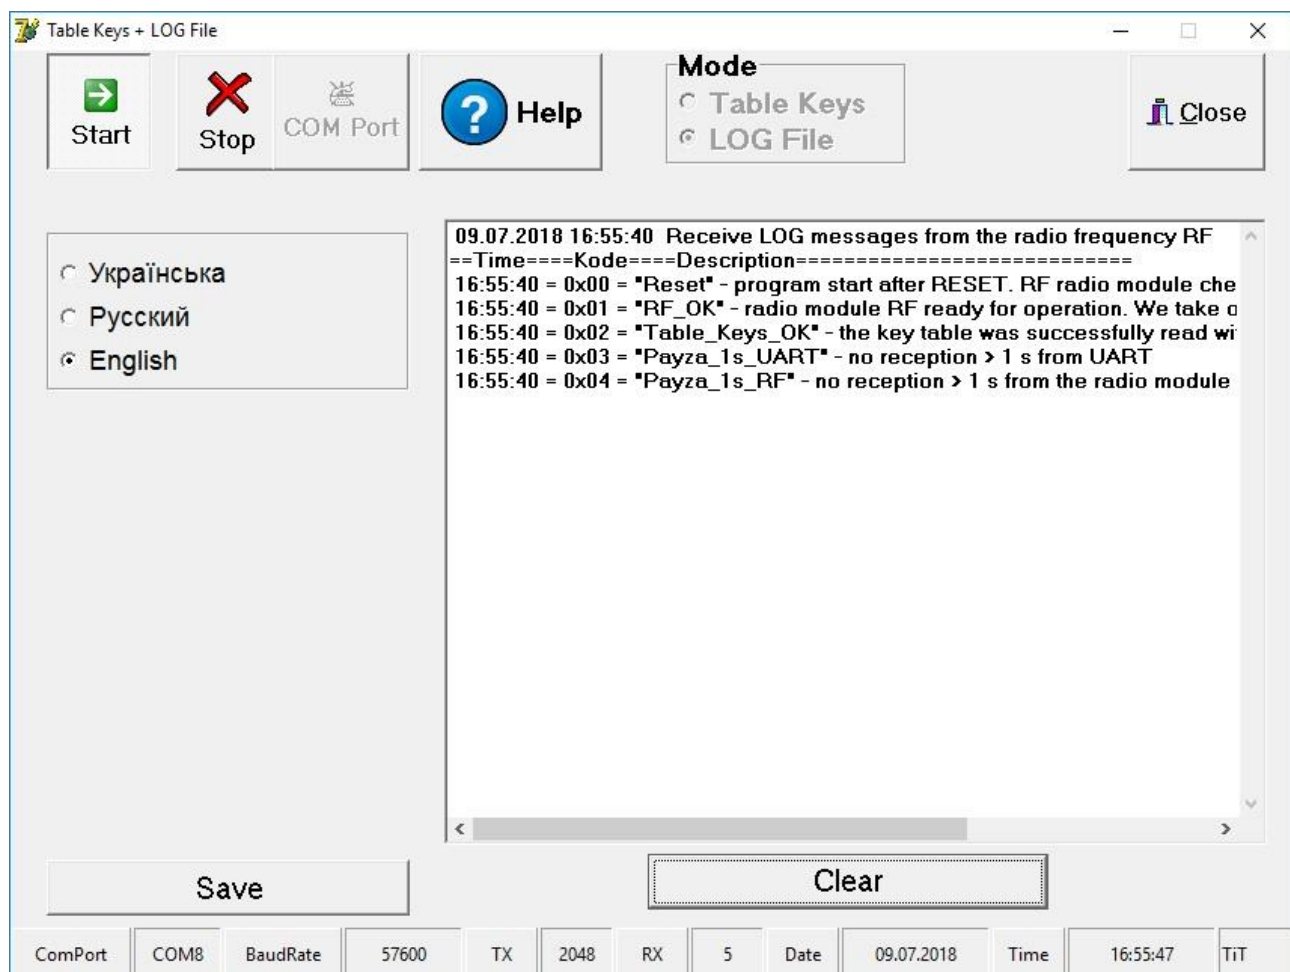 Table Keys + LOG File
Start
Stop
COM Port
Help
Mode
Table Keys
LOG File
Close
Українська
Русский
English
09.07.2018 16:55:40  Receive LOG messages from the radio frequency RF
==Time====Kode====Description============================
16:55:40 = 0x00 = "Reset" - program start after RESET. RF radio module che
16:55:40 = 0x01 = "RF_OK" - radio module RF ready for operation. We take o
16:55:40 = 0x02 = "Table_Keys_OK" - the key table was successfully read wi
16:55:40 = 0x03 = "Payza_1s_UART" - no reception > 1 s from UART
16:55:40 = 0x04 = "Payza_1s_RF" - no reception > 1 s from the radio module
Save
Clear
ComPort COM8 BaudRate 57600 TX 2048 RX 5 Date 09.07.2018 Time 16:55:47 TiT